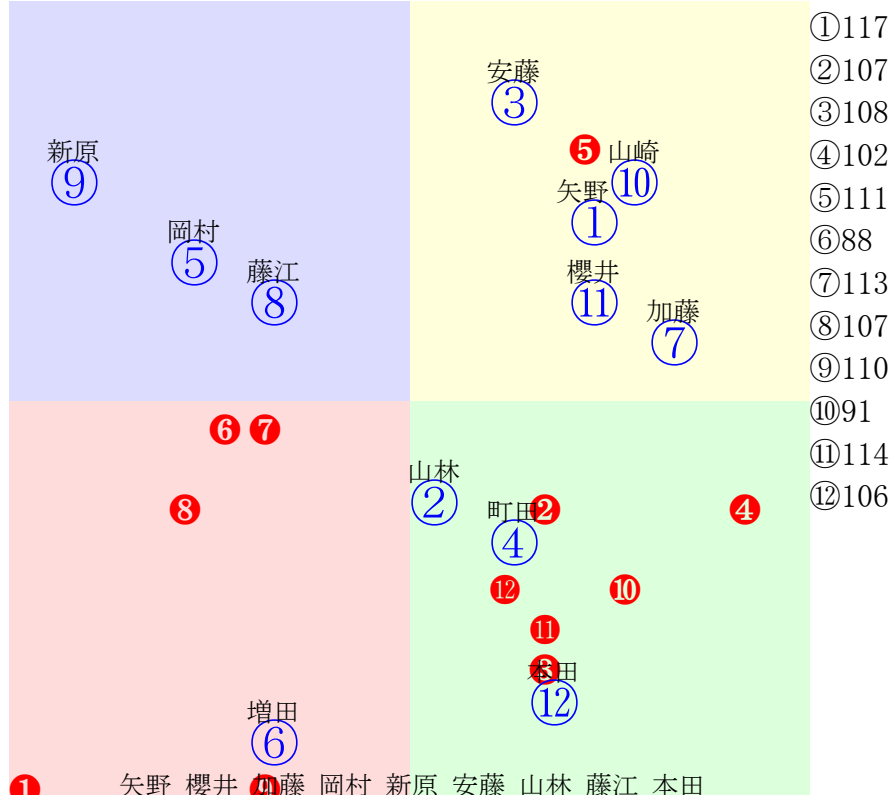 ①117
安藤
②107
③
③108
❺ 山崎
新原
④102
⑨
⑩
矢野
⑤111
①
岡村
⑥88
⑤
藤江
櫻井
⑦113
⑧
⑪
加藤
⑧107
⑦
⑨110
⑩91
❻ ❼
⑪114
山林
⑫106
②
❽
町田
❷
❹
④
⓬
❿
⓫
❸
本田
⑫
増田
⑥
❶
❾
矢野 櫻井 加藤 岡村 新原 安藤 山林 藤江 本田